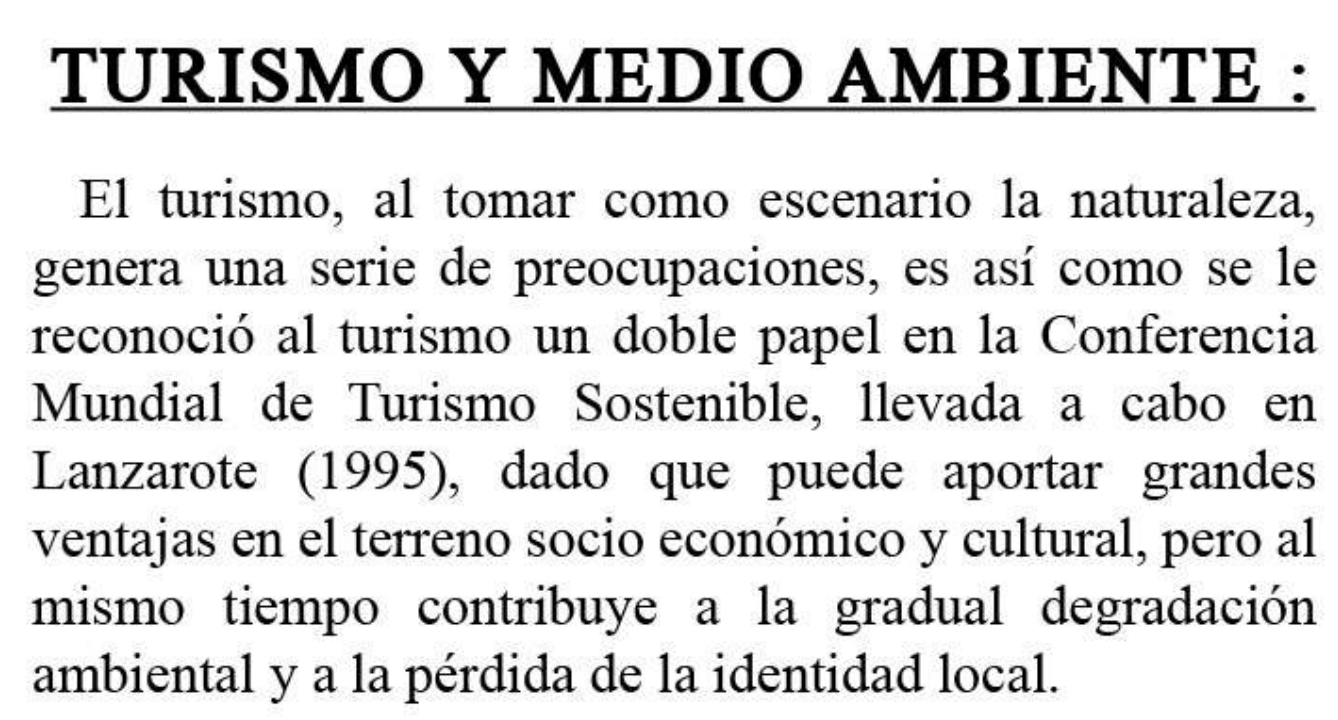 TURISMO Y MEDIO AMBIENTE :
El turismo, al tomar como escenario la naturaleza,
genera una serie de preocupaciones, es así como se le
reconoció al turismo un doble papel en la Conferencia
Mundial de Turismo Sostenible, llevada a cabo en
Lanzarote (1995), dado que puede aportar grandes
ventajas en el terreno socio económico y cultural, pero al
mismo tiempo contribuye a la gradual degradación
ambiental y a la pérdida de la identidad local.